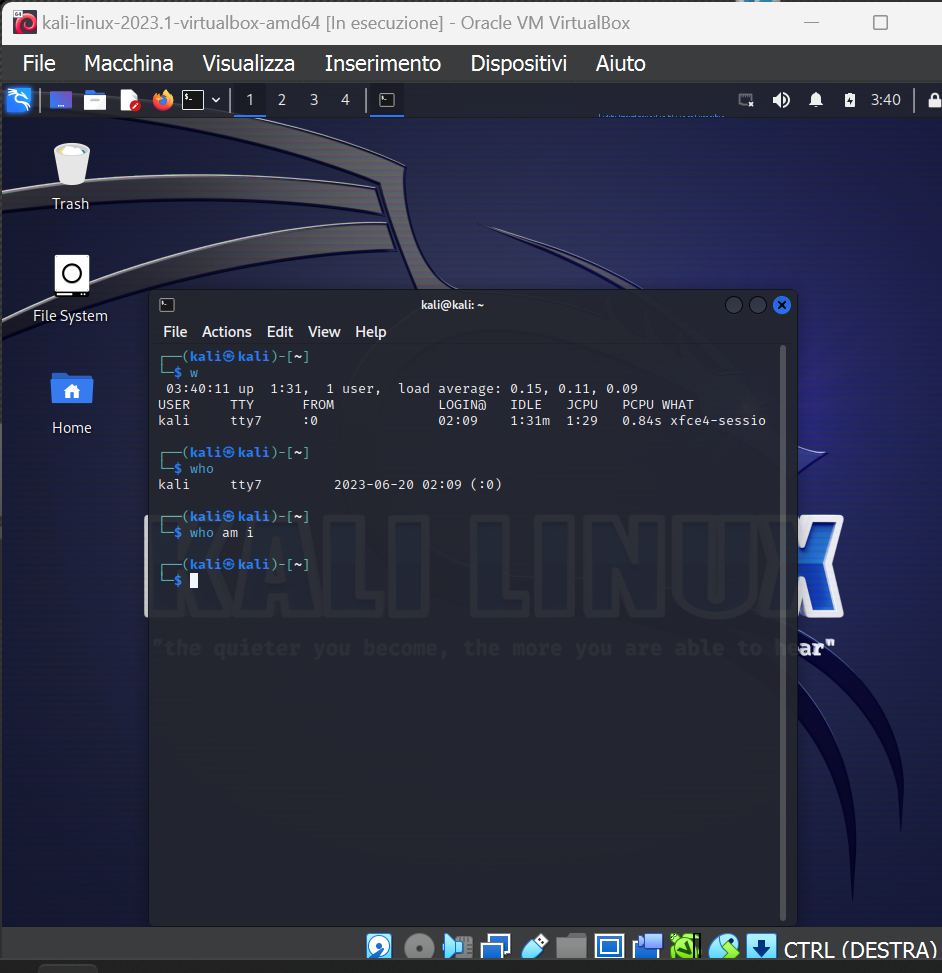 kali-linux-2023.1-virtualbox-amd64 [In esecuzione] - Oracle VM VirtualBox
File Macchina Visualizza Inserimento Dispositivi Aiuto
1 2 3 4 3:40
Trash
File System
Home
kali@kali: ~
File Actions Edit View Help
┌──(kali㉿kali)-[~]
└─$ w
03:40:11 up 1:31, 1 user, load average: 0.15, 0.11, 0.09
USER TTY FROM LOGIN@ IDLE JCPU PCPU WHAT
kali tty7 :0 02:09 1:31m 1:29 0.84s xfce4-sessio
┌──(kali㉿kali)-[~]
└─$ who
kali tty7 2023-06-20 02:09 (:0)
┌──(kali㉿kali)-[~]
└─$ who am i
┌──(kali㉿kali)-[~]
└─$
KALI LINUX
"the quieter you become, the more you are able to hear"
CTRL (DESTRA)